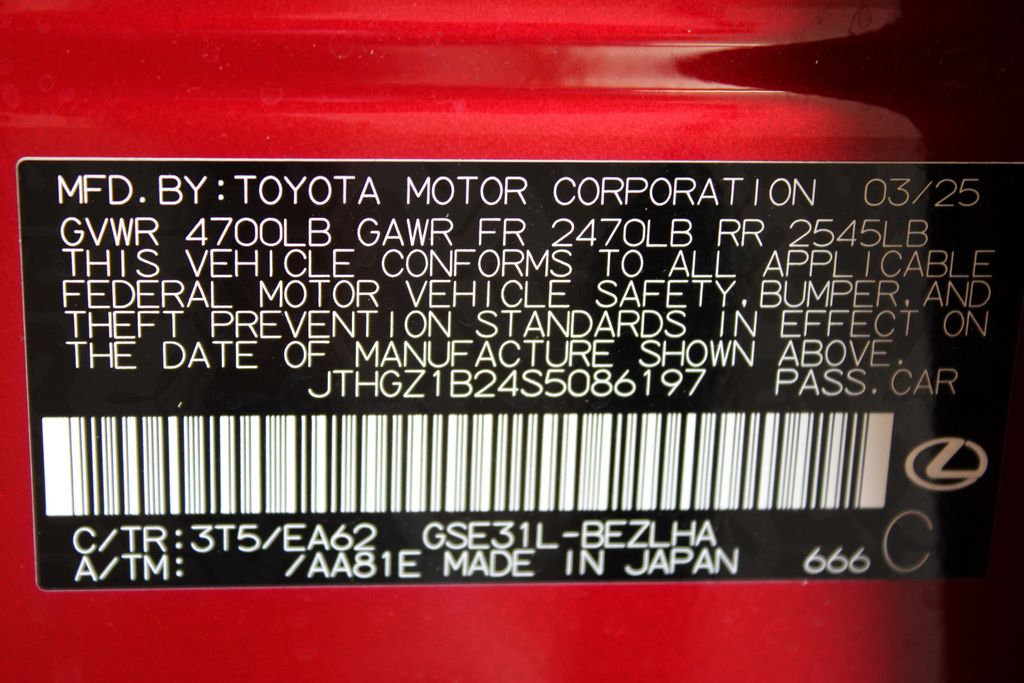 MFD.BY:TOYOTA MOTOR CORPORATION 03/25
GVWR 4700LB GAWR FR 2470LB RR 2545LB
THIS VEHICLE CONFORMS TO ALL APPLICABLE
FEDERAL MOTOR VEHICLE SAFETY,BUMPER,AND
THEFT PREVENTION STANDARDS IN EFFECT ON
THE DATE OF MANUFACTURE SHOWN ABOVE.
JTHGZ1B24S5086197 PASS.CAR
C/TR:3T5/EA62 GSE31L-BEZLHA
A/TM: /AA81E MADE IN JAPAN 666 C